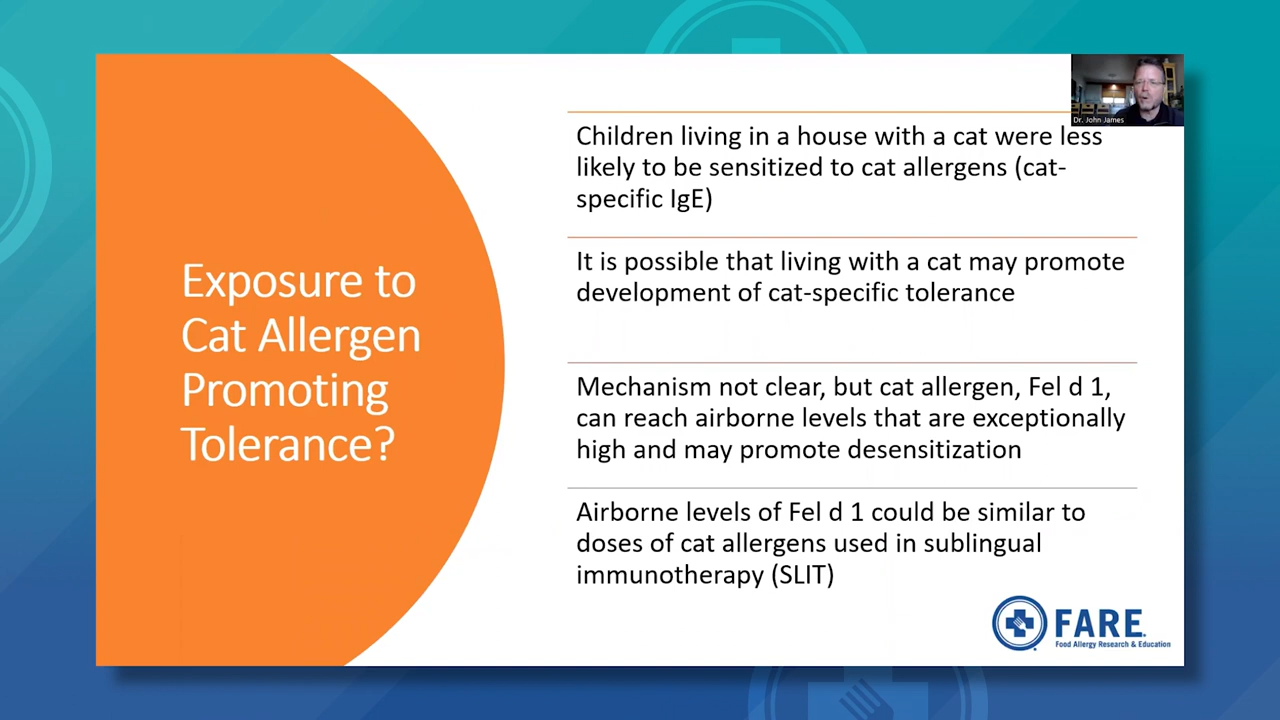 Dr. John James
Exposure to
Cat Allergen
Promoting
Tolerance?
Children living in a house with a cat were less
likely to be sensitized to cat allergens (cat-
specific IgE)
It is possible that living with a cat may promote
development of cat-specific tolerance
Mechanism not clear, but cat allergen, Fel d 1,
can reach airborne levels that are exceptionally
high and may promote desensitization
Airborne levels of Fel d 1 could be similar to
doses of cat allergens used in sublingual
immunotherapy (SLIT)
FARE
Food Allergy Research & Education